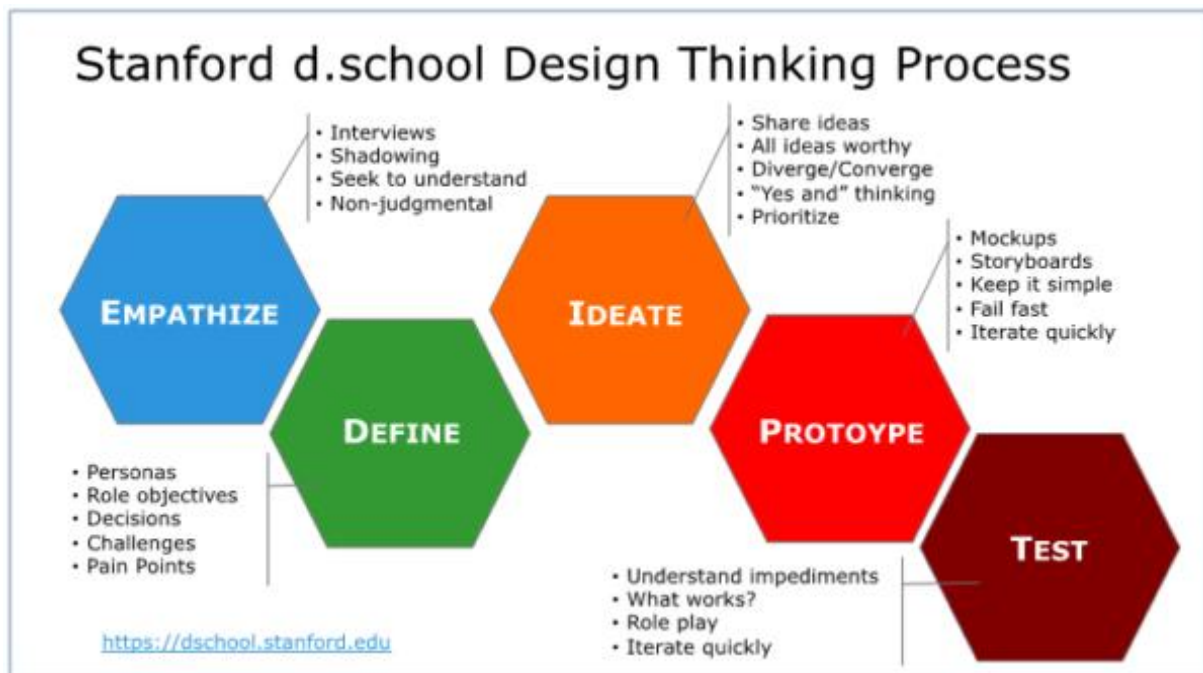 Stanford d.school Design Thinking Process
• Interviews
• Shadowing
• Seek to understand
• Non-judgmental
EMPATHIZE
• Personas
• Role objectives
• Decisions
• Challenges
• Pain Points
DEFINE
• Share ideas
• All ideas worthy
• Diverge/Converge
• “Yes and” thinking
• Prioritize
IDEATE
• Mockups
• Storyboards
• Keep it simple
• Fail fast
• Iterate quickly
PROTOYPE
• Understand impediments
• What works?
• Role play
• Iterate quickly
TEST
https://dschool.stanford.edu